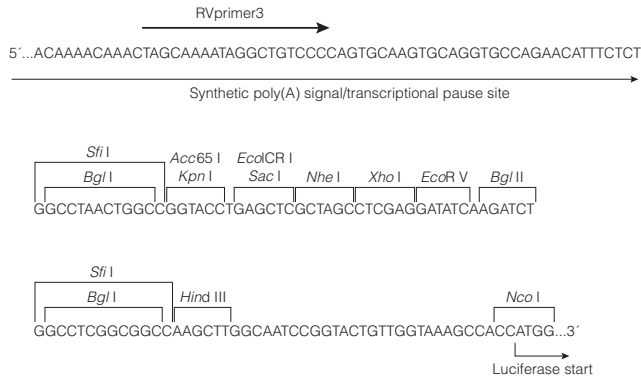 RVprimer3
5´...ACAAAACAAACTAGCAAAATAGGCTGTCCCCAGTGCAAGTGCAGGTGCCAGAACATTTCTCT
Synthetic poly(A) signal/transcriptional pause site
Sfi I Acc65 I EcoICR I
Bgl I Kpn I Sac I Nhe I Xho I EcoR V Bgl II
GGCCTAACTGGCCGGTACCTGAGCTCGCTAGCCTCGAGGATATCAAGATCT
Sfi I
Bgl I Hind III Nco I
GGCCTCGGCGGCCAAGCTTGGCAATCCGGTACTGTTGGTAAAGCCACCATGG...3´
Luciferase start